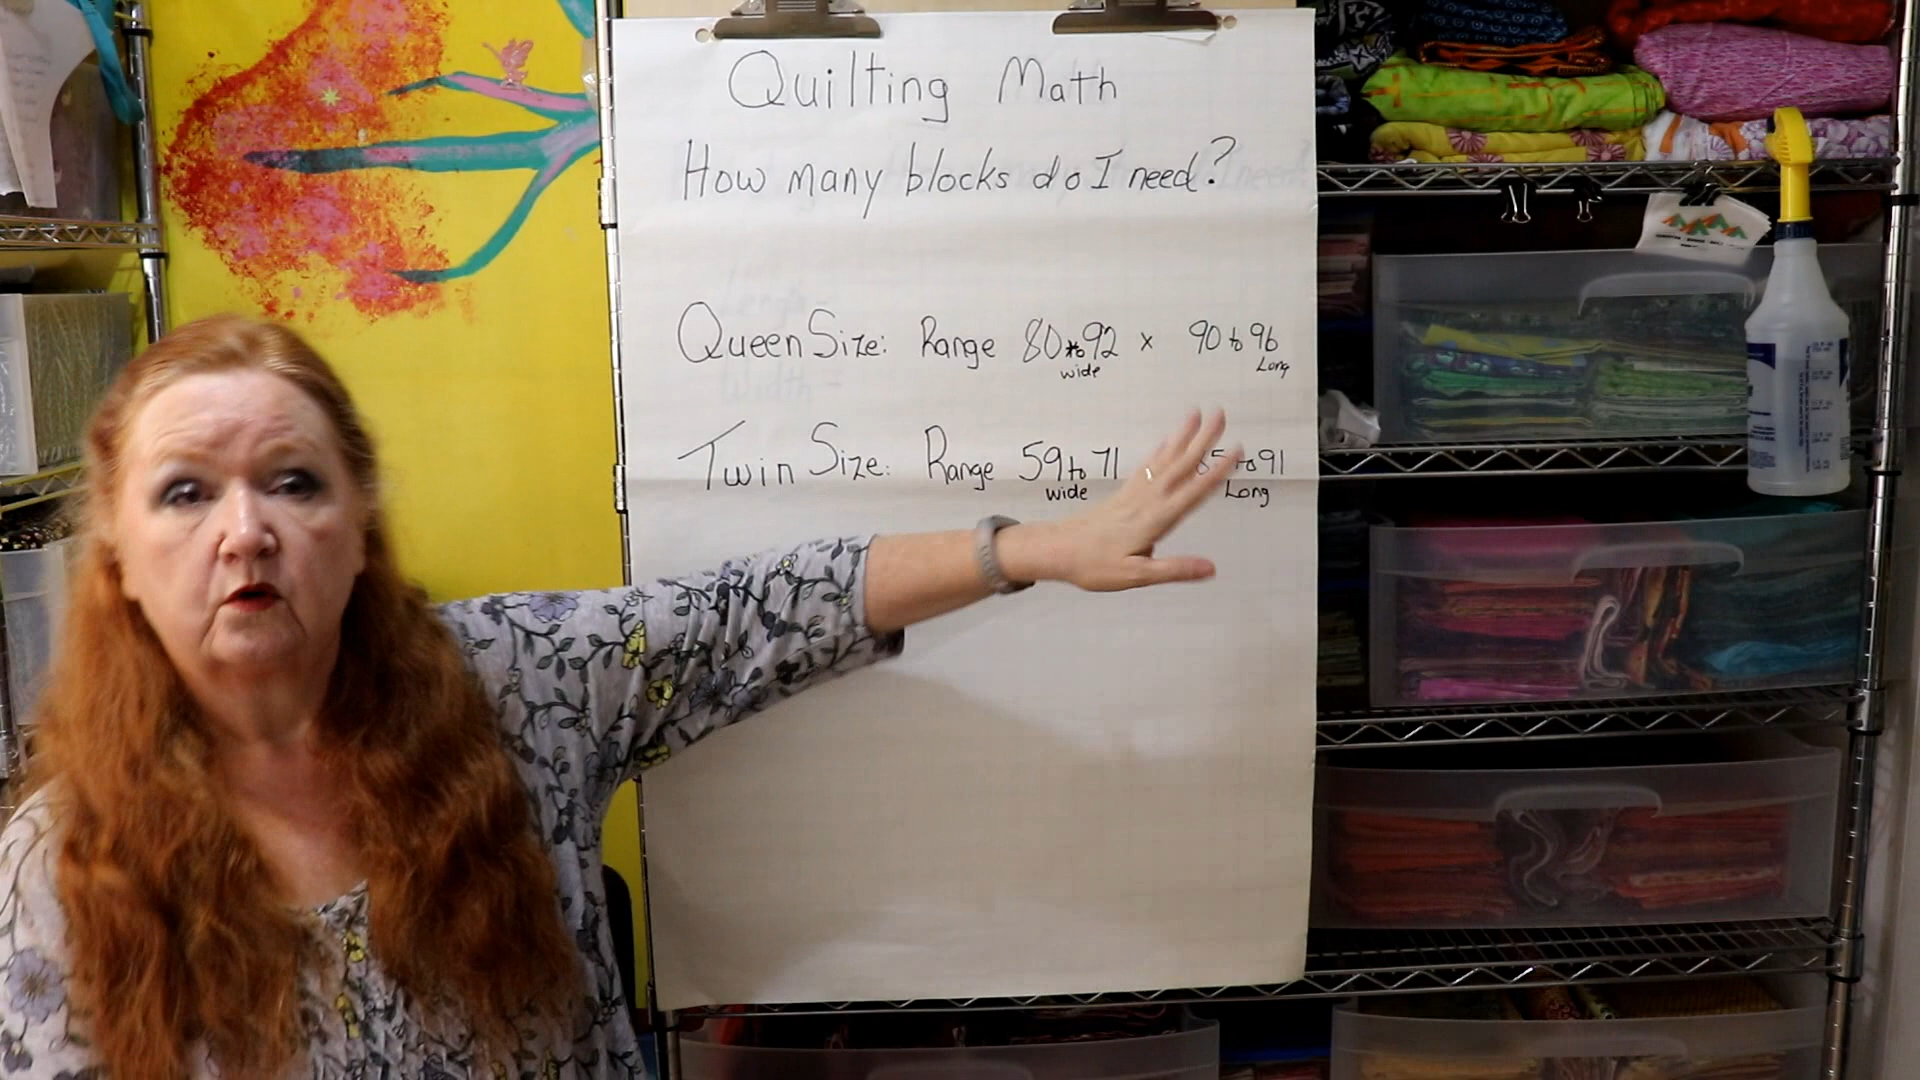 Quilting Math
How many blocks do I need?
Queen Size: Range 80 to 92 x 90 to 96
wide Long
Twin Size: Range 59 to 71 to 91
wide Long